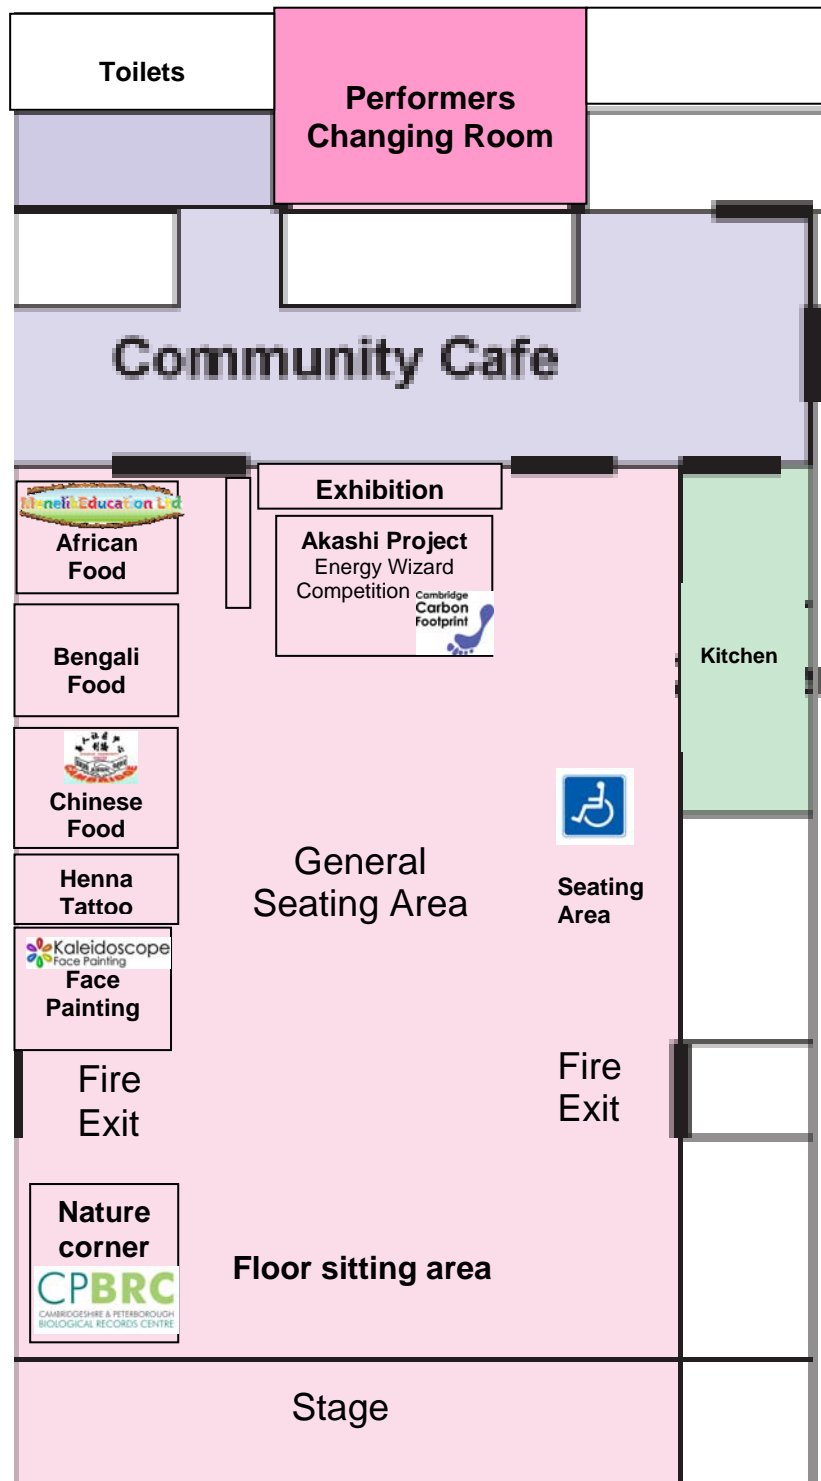 Toilets
Performers
Changing Room
Community Cafe
MenelikEducation Ltd
African
Food
Exhibition
Akashi Project
Energy Wizard
Competition
Cambridge
Carbon
Footprint
Bengali
Food
Kitchen
Chinese
Food
Henna
Tattoo
General
Seating Area
Seating
Area
Kaleidoscope
Face Painting
Face
Painting
Fire
Exit
Fire
Exit
Nature
corner
CPBRC
CAMBRIDGESHIRE & PETERBOROUGH
BIOLOGICAL RECORDS CENTRE
Floor sitting area
Stage